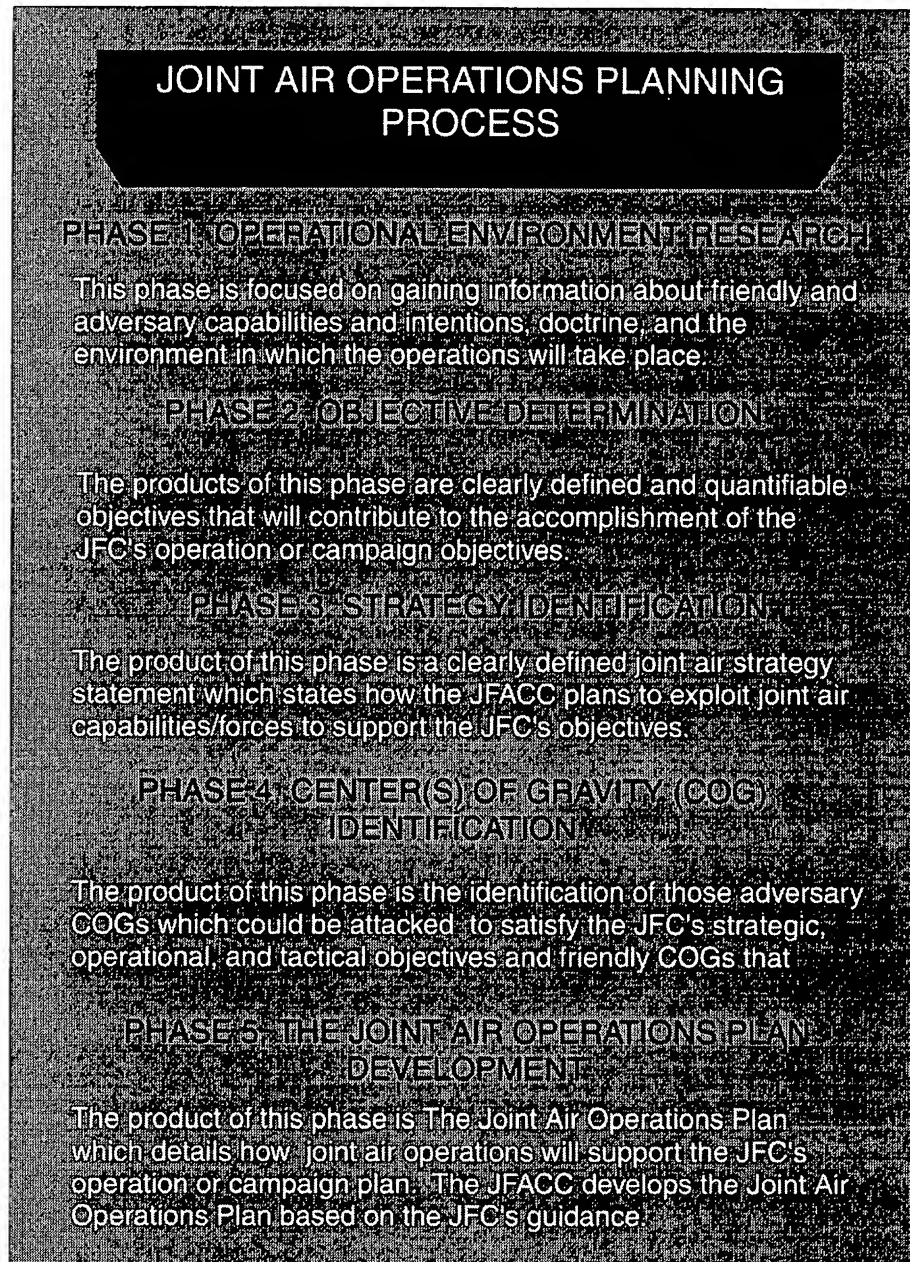 JOINT AIR OPERATIONS PLANNING
PROCESS
PHASE 1: OPERATIONAL ENVIRONMENT RESEARCH
This phase is focused on gaining information about friendly and
adversary capabilities and intentions, doctrine, and the
environment in which the operations will take place.
PHASE 2: OBJECTIVE DETERMINATION
The products of this phase are clearly defined and quantifiable
objectives that will contribute to the accomplishment of the
JFC's operation or campaign objectives.
PHASE 3: STRATEGY IDENTIFICATION
The product of this phase is a clearly defined joint air strategy
statement which states how the JFACC plans to exploit joint air
capabilities/forces to support the JFC's objectives.
PHASE 4: CENTER(S) OF GRAVITY (COG)
IDENTIFICATION
The product of this phase is the identification of those adversary
COGs which could be attacked to satisfy the JFC's strategic,
operational, and tactical objectives and friendly COGs that
PHASE 5: THE JOINT AIR OPERATIONS PLAN
DEVELOPMENT
The product of this phase is The Joint Air Operations Plan
which details how joint air operations will support the JFC's
operation or campaign plan. The JFACC develops the Joint Air
Operations Plan based on the JFC's guidance.